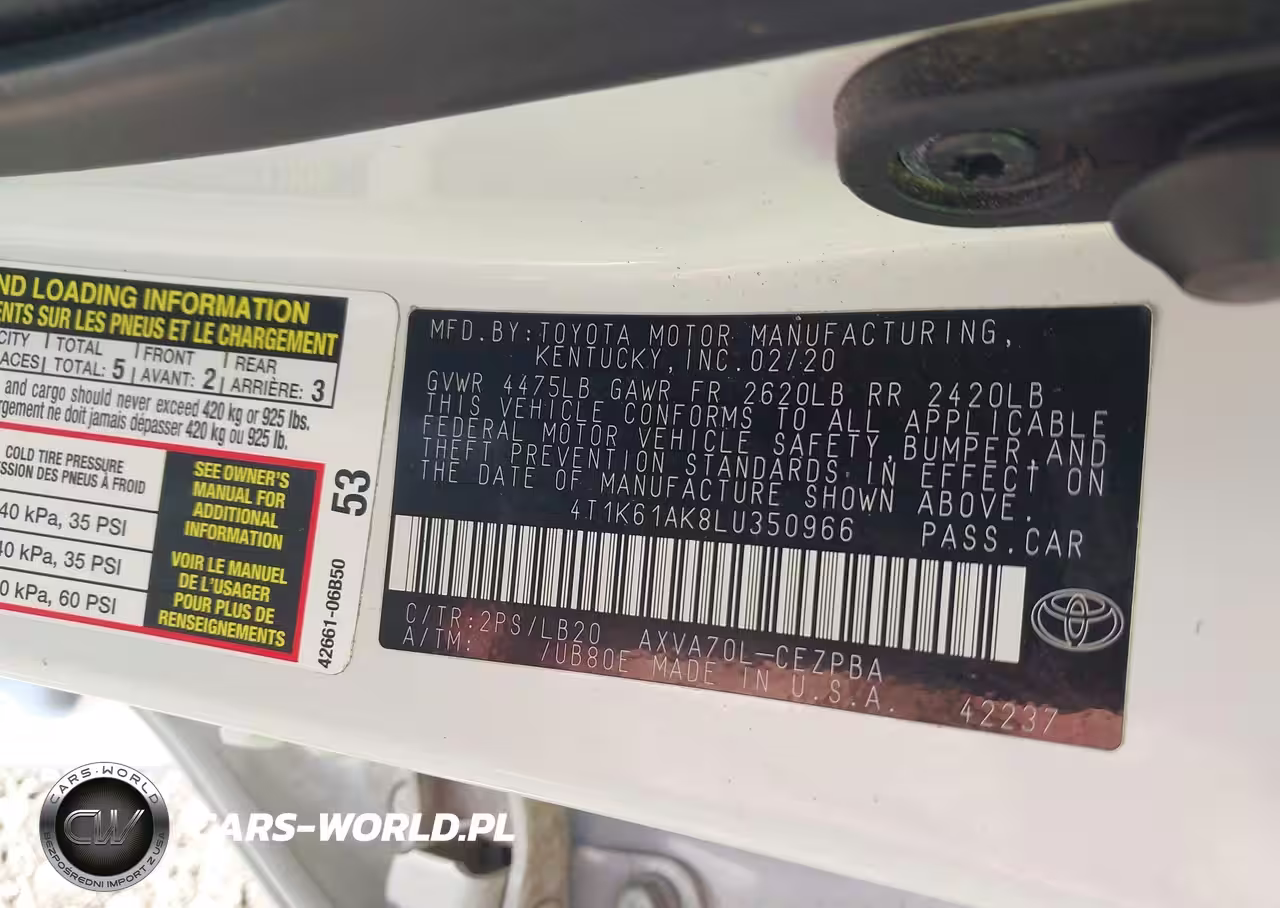 ND LOADING INFORMATION
ENTS SUR LES PNEUS ET LE CHARGEMENT
CITY TOTAL FRONT REAR
ACES TOTAL: 5 AVANT: 2 ARRIÈRE: 3
and cargo should never exceed 420 kg or 925 lbs.
rgement ne doit jamais dépasser 420 kg ou 925 lb.
COLD TIRE PRESSURE
SSION DES PNEUS À FROID
40 kPa, 35 PSI
40 kPa, 35 PSI
0 kPa, 60 PSI
SEE OWNER'S
MANUAL FOR
ADDITIONAL
INFORMATION
VOIR LE MANUEL
DE L'USAGER
POUR PLUS DE
RENSEIGNEMENTS
53
42661-06B50
MFD.BY:TOYOTA MOTOR MANUFACTURING,
KENTUCKY, INC.02/20
GVWR 4475LB GAWR FR 2620LB RR 2420LB
THIS VEHICLE CONFORMS TO ALL APPLICABLE
FEDERAL MOTOR VEHICLE SAFETY,BUMPER,AND
THEFT PREVENTION STANDARDS IN EFFECT ON
THE DATE OF MANUFACTURE SHOWN ABOVE.
4T1K61AK8LU350966 PASS.CAR
C/TR:2PS/LB20 AXVA70L-CEZPBA
A/TM: /UB80E MADE IN U.S.A. 42237
CARS-WORLD
CW
BEZPOŚREDNI IMPORT Z USA
CARS-WORLD.PL